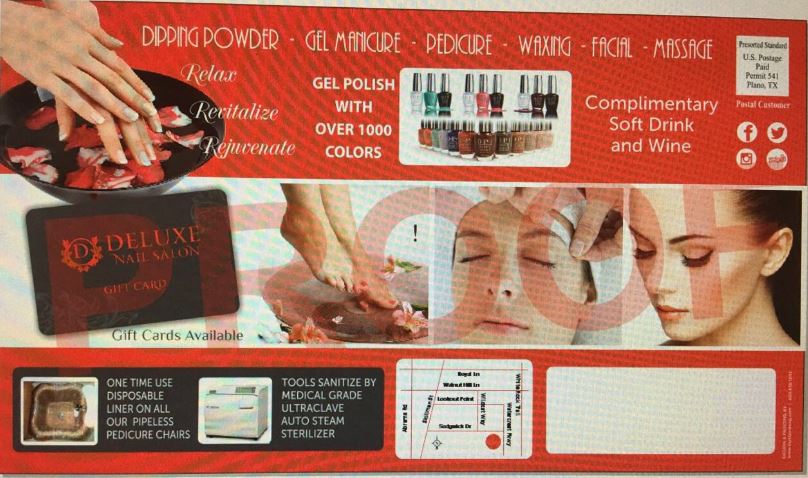 DIPPING POWDER - GEL MANICURE - PEDICURE - WAXING - FACIAL - MASSAGE
Relax
Revitalize
Rejuvenate
GEL POLISH
WITH
OVER 1000
COLORS
Complimentary
Soft Drink
and Wine
Presorted Standard
U.S. Postage
Paid
Permit 541
Plano, TX
Postal Customer
PROOF
D
DELUXE
NAIL SALON
GIFT CARD
!
Gift Cards Available
ONE TIME USE
DISPOSABLE
LINER ON ALL
OUR PIPELESS
PEDICURE CHAIRS
TOOLS SANITIZE BY
MEDICAL GRADE
ULTRACLAVE
AUTO STEAM
STERILIZER
Royal Ln
Walnut Hill Ln
Lookout Point
Sedgwick Dr
Abrams Rd